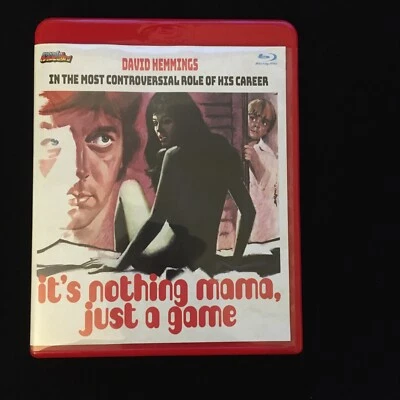 DAVID HEMMINGS
IN THE MOST CONTROVERSIAL ROLE OF HIS CAREER
it's nothing mama,
just a game